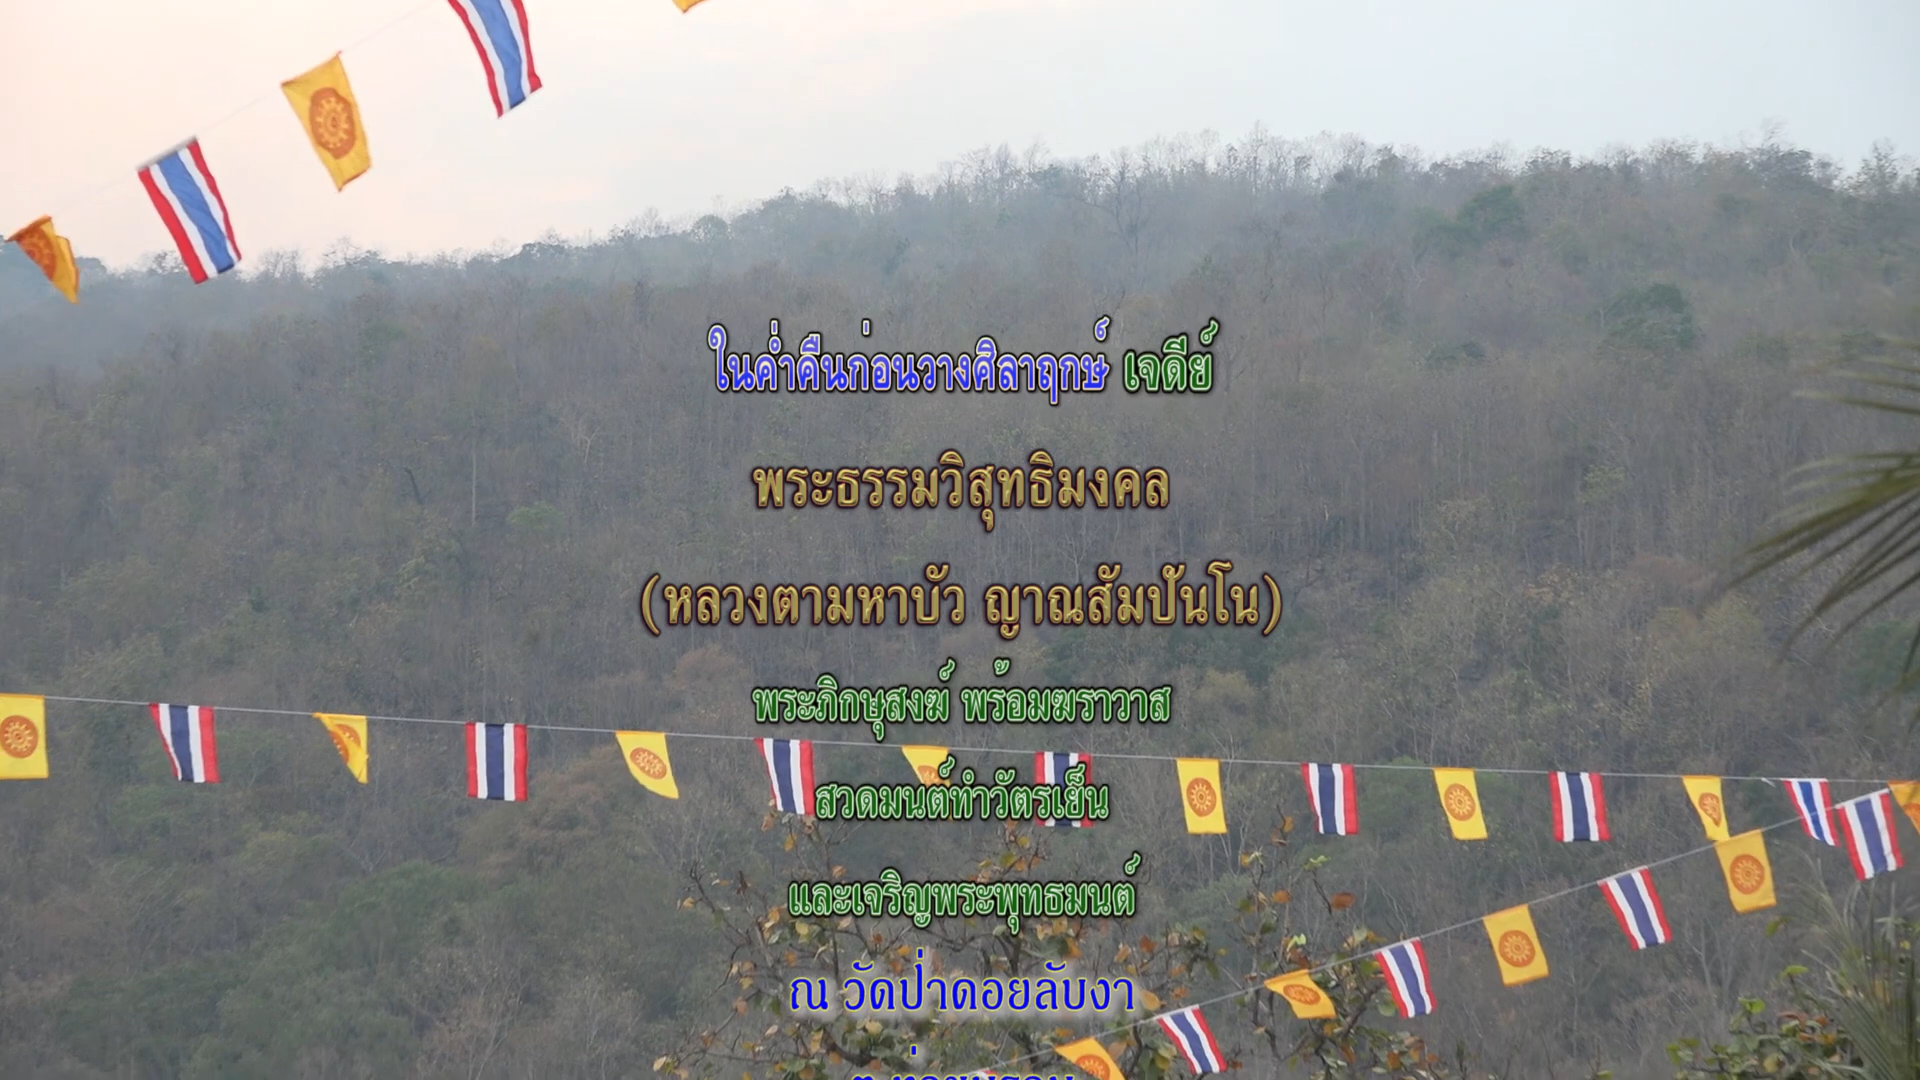 ในค่ำคืนก่อนวางศิลาฤกษ์ เจดีย์
พระธรรมวิสุทธิมงคล
(หลวงตามหาบัว ญาณสัมปันโน)
พระภิกษุสงฆ์ พร้อมฆราวาส
สวดมนต์ทำวัตรเย็น
และเจริญพระพุทธมนต์
ณ วัดป่าดอยลับงา